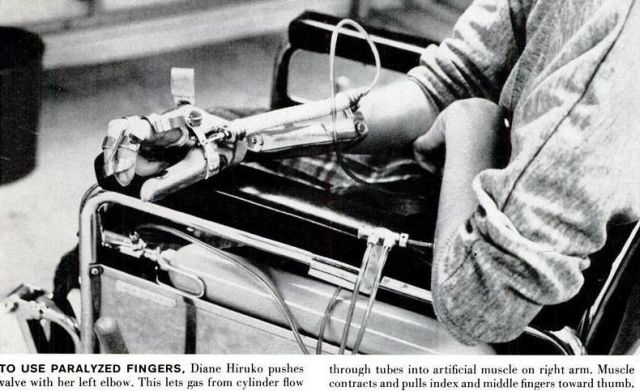 TO USE PARALYZED FINGERS, Diane Hiruko pushes
valve with her left elbow. This lets gas from cylinder flow
through tubes into artificial muscle on right arm. Muscle
contracts and pulls index and middle fingers toward thumb.